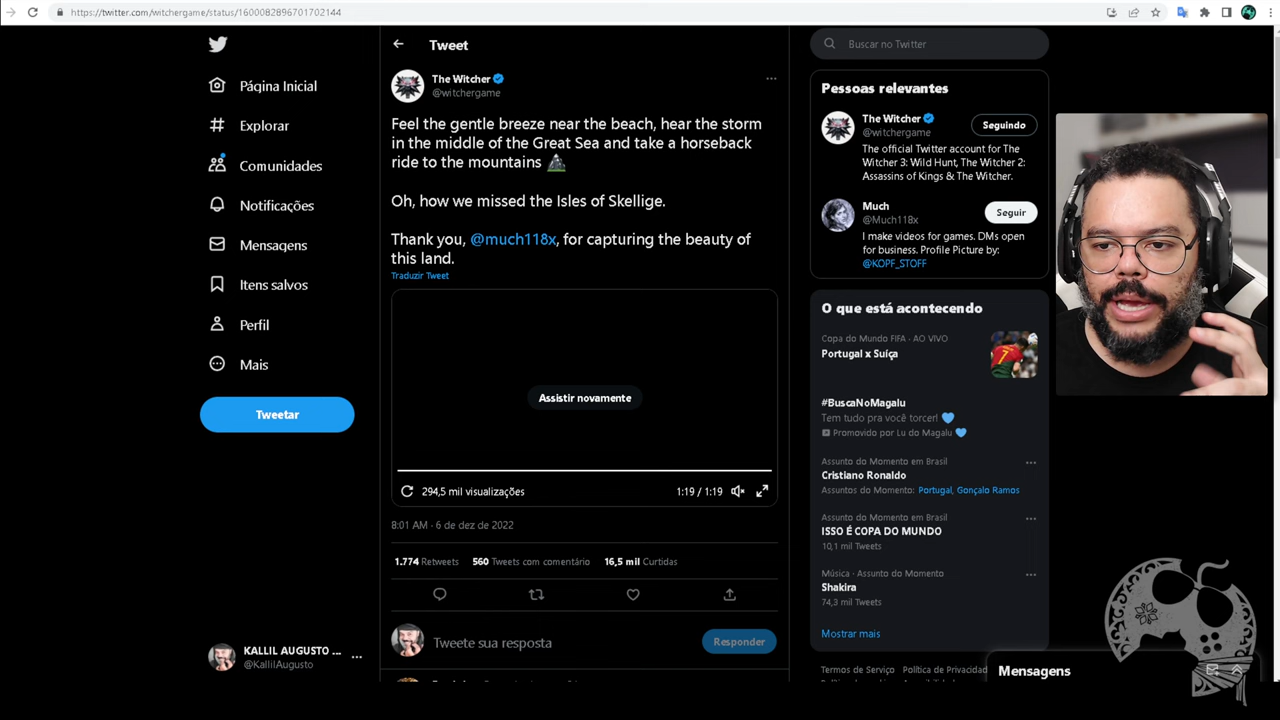 https://twitter.com/witchergame/status/1600082896701702144
Página Inicial
Explorar
Comunidades
Notificações
Mensagens
Itens salvos
Perfil
Mais
Tweetar
KALLIL AUGUSTO ...
@KallilAugusto
Tweet
The Witcher
@witchergame
Feel the gentle breeze near the beach, hear the storm
in the middle of the Great Sea and take a horseback
ride to the mountains
Oh, how we missed the Isles of Skellige.
Thank you, @much118x, for capturing the beauty of
this land.
Traduzir Tweet
Assistir novamente
294,5 mil visualizações
1:19 / 1:19
8:01 AM · 6 de dez de 2022
1.774 Retweets 560 Tweets com comentário 16,5 mil Curtidas
Tweete sua resposta
Responder
Buscar no Twitter
Pessoas relevantes
The Witcher
@witchergame
Seguindo
The official Twitter account for The
Witcher 3: Wild Hunt, The Witcher 2:
Assassins of Kings & The Witcher.
Much
@Much118x
Seguir
I make videos for games. DMs open
for business. Profile Picture by:
@KOPF_STOFF
O que está acontecendo
Copa do Mundo FIFA · AO VIVO
Portugal x Suíça
#BuscaNoMagalu
Tem tudo pra você torcer!
Promovido por Lu do Magalu
Assunto do Momento em Brasil
Cristiano Ronaldo
Assuntos do Momento: Portugal, Gonçalo Ramos
Assunto do Momento em Brasil
ISSO É COPA DO MUNDO
10,1 mil Tweets
Música · Assunto do Momento
Shakira
74,3 mil Tweets
Mostrar mais
Termos de Serviço Política de Privacidad
Mensagens